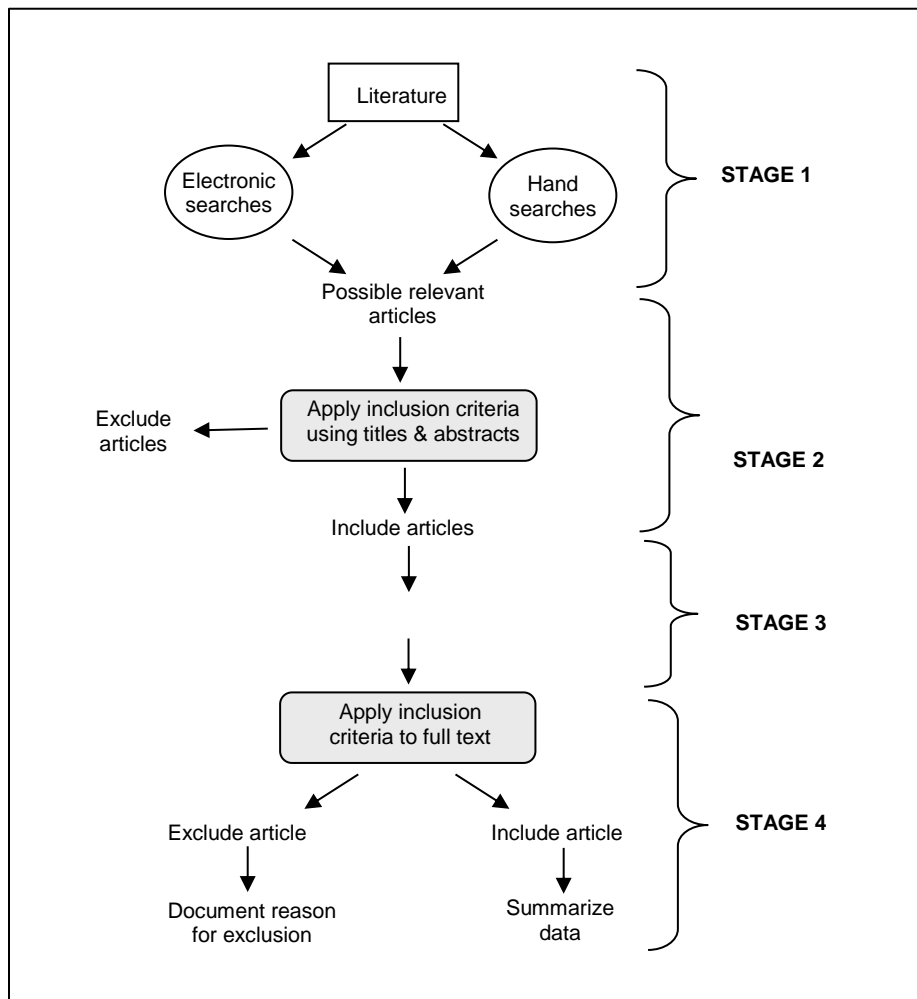 Literature
STAGE 1
Electronic
searches
Hand
searches
Possible relevant
articles
Apply inclusion criteria
using titles & abstracts
Exclude
articles
STAGE 2
Include articles
STAGE 3
Apply inclusion
criteria to full text
STAGE 4
Exclude article
Include article
Document reason
for exclusion
Summarize
data